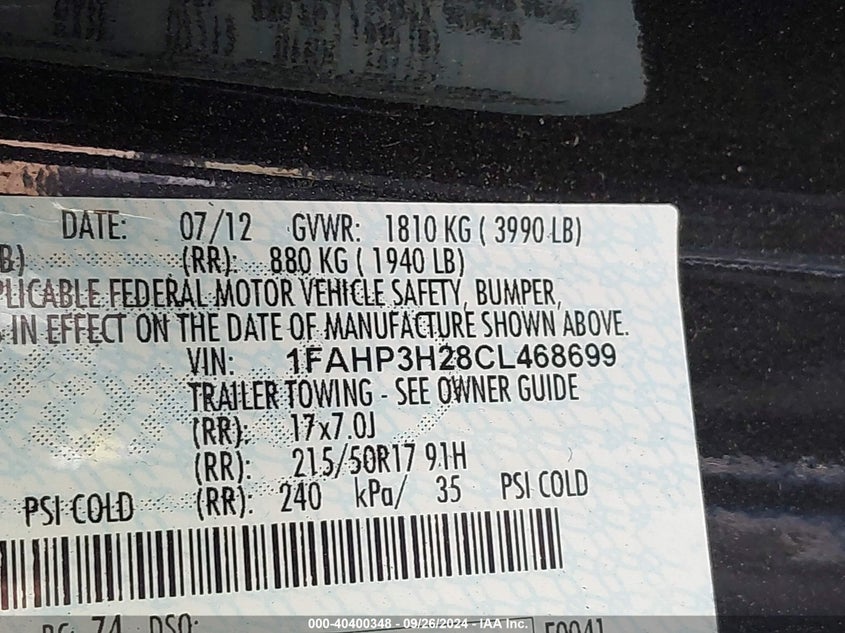 DATE: 07/12 GVWR: 1810 KG ( 3990 LB)
B) (RR): 880 KG ( 1940 LB)
PLICABLE FEDERAL MOTOR VEHICLE SAFETY, BUMPER,
S IN EFFECT ON THE DATE OF MANUFACTURE SHOWN ABOVE.
VIN: 1FAHP3H28CL468699
TRAILER TOWING - SEE OWNER GUIDE
(RR): 17x7.0J
(RR): 215/50R17 91H
PSI COLD (RR): 240 kPa/ 35 PSI COLD
74 DSO:
000-40400348 - 09/26/2024 - IAA Inc.